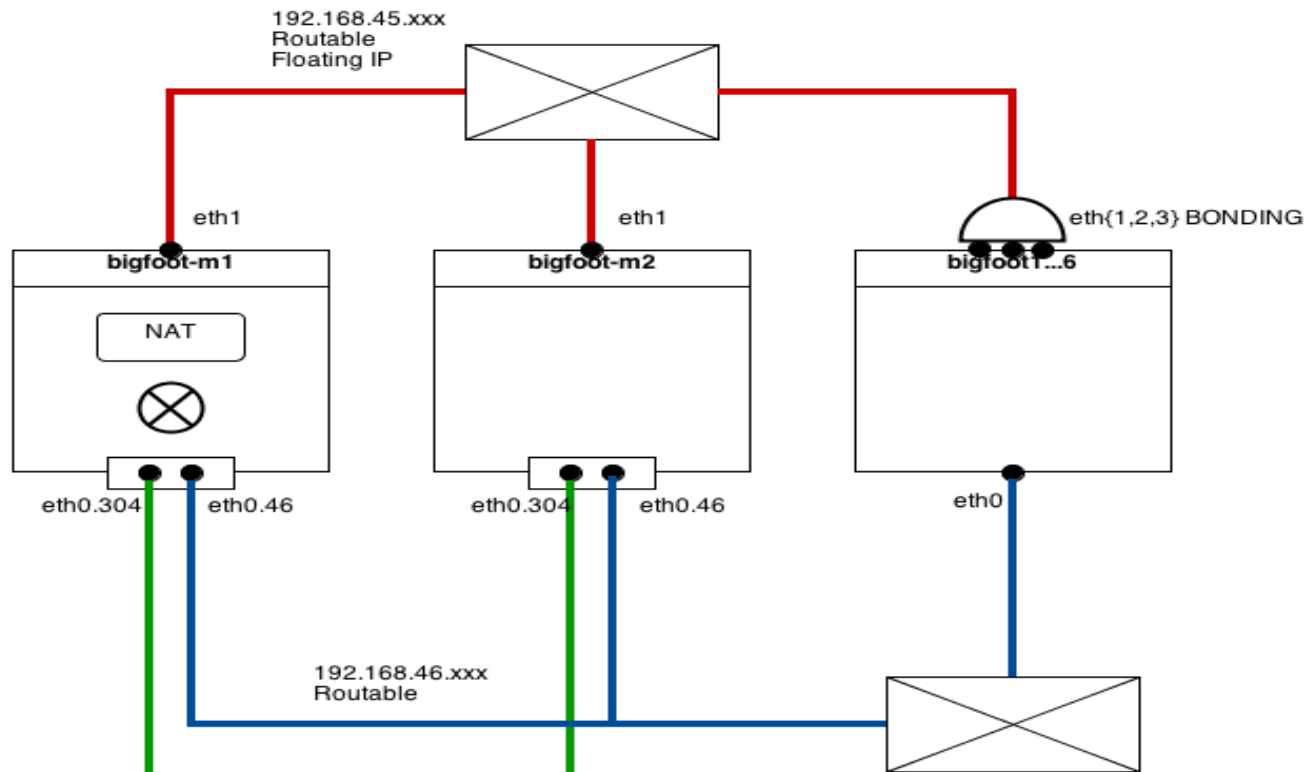 192.168.45.xxx
Routable
Floating IP
eth1
eth1
eth{1,2,3} BONDING
bigfoot-m1
bigfoot-m2
bigfoot1...6
NAT
eth0.304
eth0.46
eth0.304
eth0.46
eth0
192.168.46.xxx
Routable